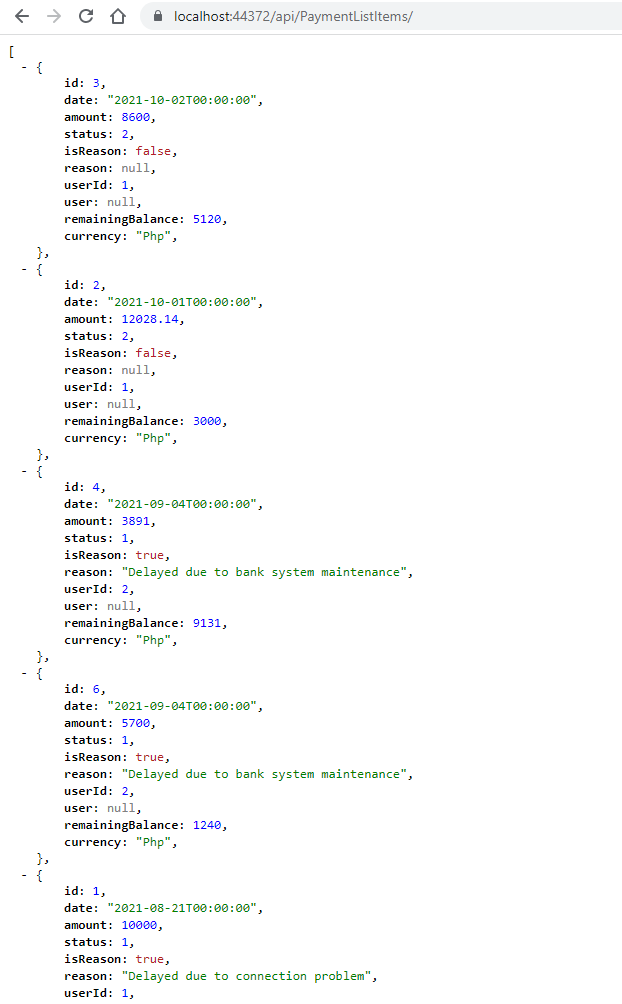 localhost:44372/api/PaymentListItems/
[
- {
id: 3,
date: "2021-10-02T00:00:00",
amount: 8600,
status: 2,
isReason: false,
reason: null,
userId: 1,
user: null,
remainingBalance: 5120,
currency: "Php",
},
- {
id: 2,
date: "2021-10-01T00:00:00",
amount: 12028.14,
status: 2,
isReason: false,
reason: null,
userId: 1,
user: null,
remainingBalance: 3000,
currency: "Php",
},
- {
id: 4,
date: "2021-09-04T00:00:00",
amount: 3891,
status: 1,
isReason: true,
reason: "Delayed due to bank system maintenance",
userId: 2,
user: null,
remainingBalance: 9131,
currency: "Php",
},
- {
id: 6,
date: "2021-09-04T00:00:00",
amount: 5700,
status: 1,
isReason: true,
reason: "Delayed due to bank system maintenance",
userId: 2,
user: null,
remainingBalance: 1240,
currency: "Php",
},
- {
id: 1,
date: "2021-08-21T00:00:00",
amount: 10000,
status: 1,
isReason: true,
reason: "Delayed due to connection problem",
userId: 1,